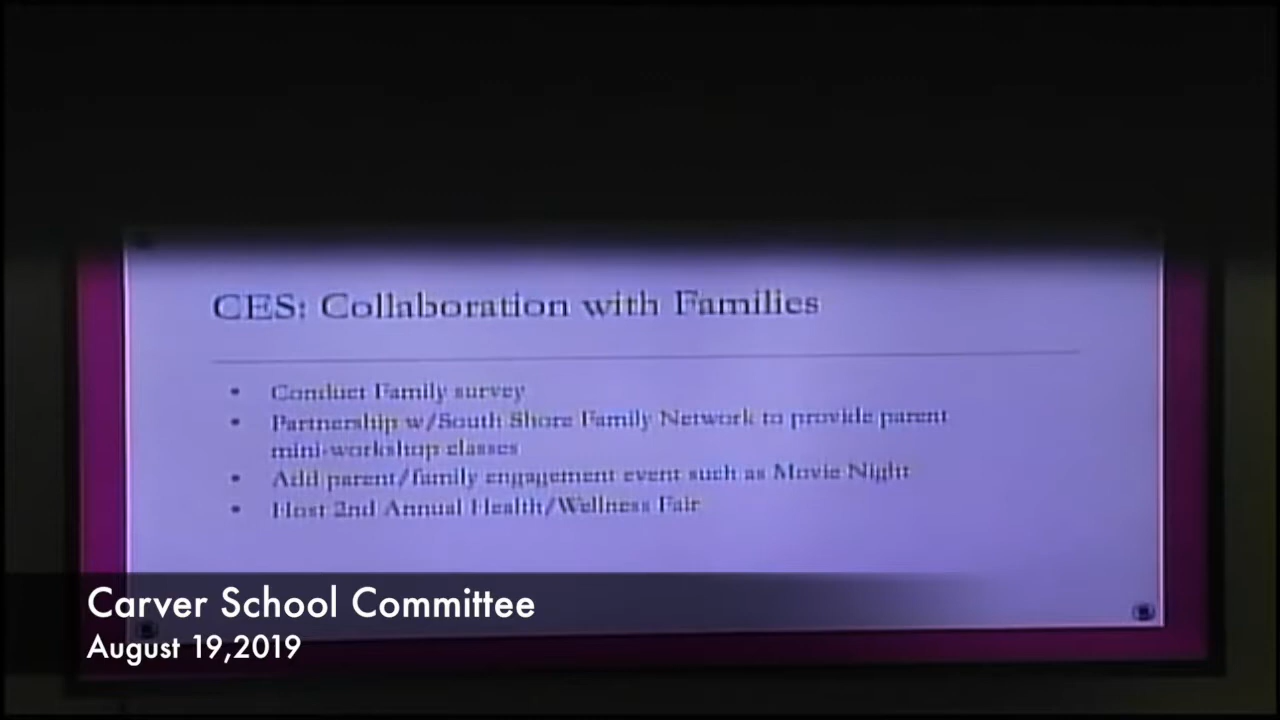 CES: Collaboration with Families
• Conduct Family survey
• Partnership w/South Shore Family Network to provide parent
mini-workshop classes
• Add parent/family engagement event such as Movie Night
• Host 2nd Annual Health/Wellness Fair
Carver School Committee
August 19,2019